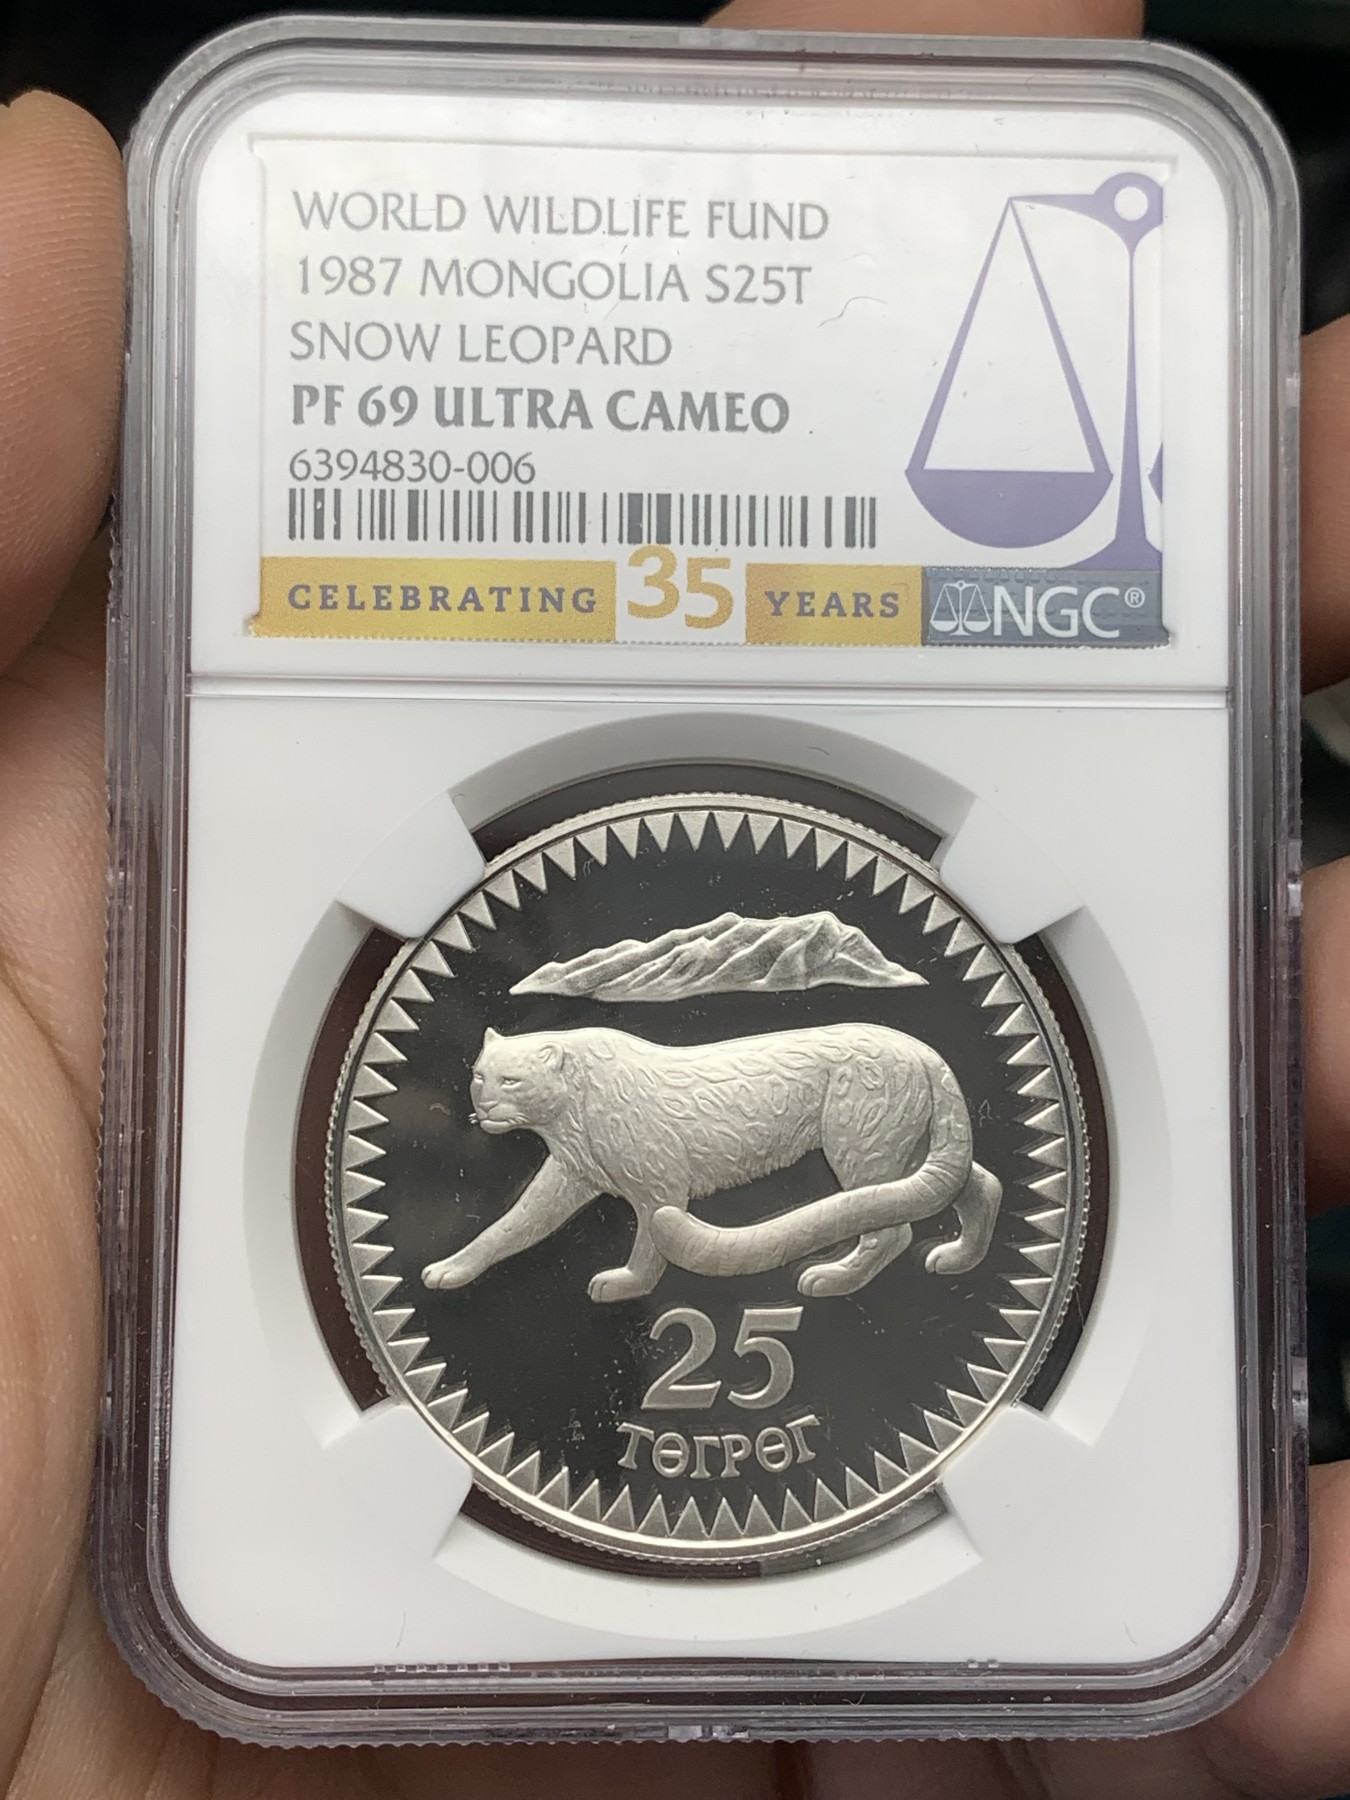 WORLD WILDLIFE FUND
1987 MONGOLIA S25T
SNOW LEOPARD
PF 69 ULTRA CAMEO
6394830-006
CELEBRATING 35 YEARS NGC®
25
ТӨГРӨГ